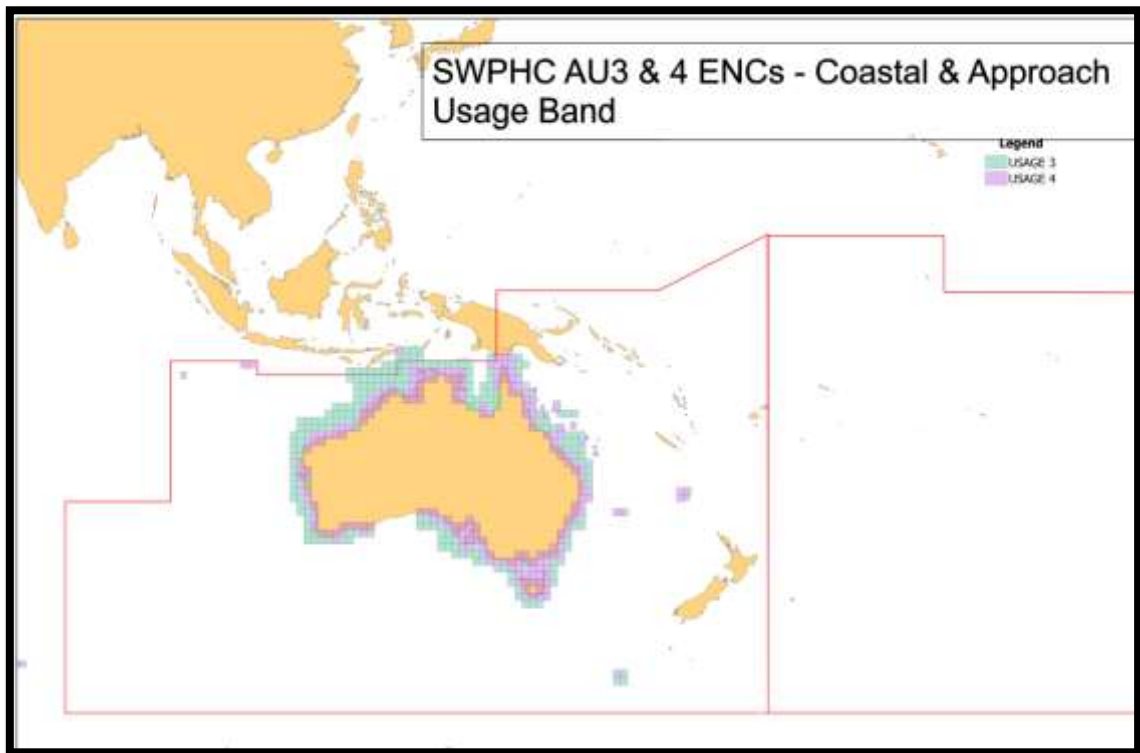 SWPHC AU3 & 4 ENCs - Coastal & Approach
Usage Band
Legend
USAGE 3
USAGE 4